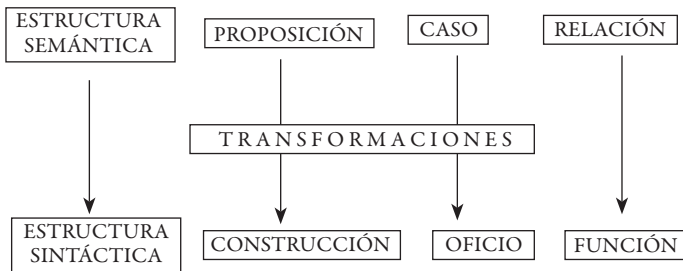 ESTRUCTURA
SEMÁNTICA
PROPOSICIÓN
CASO
RELACIÓN
TRANSFORMACIONES
ESTRUCTURA
SINTÁCTICA
CONSTRUCCIÓN
OFICIO
FUNCIÓN